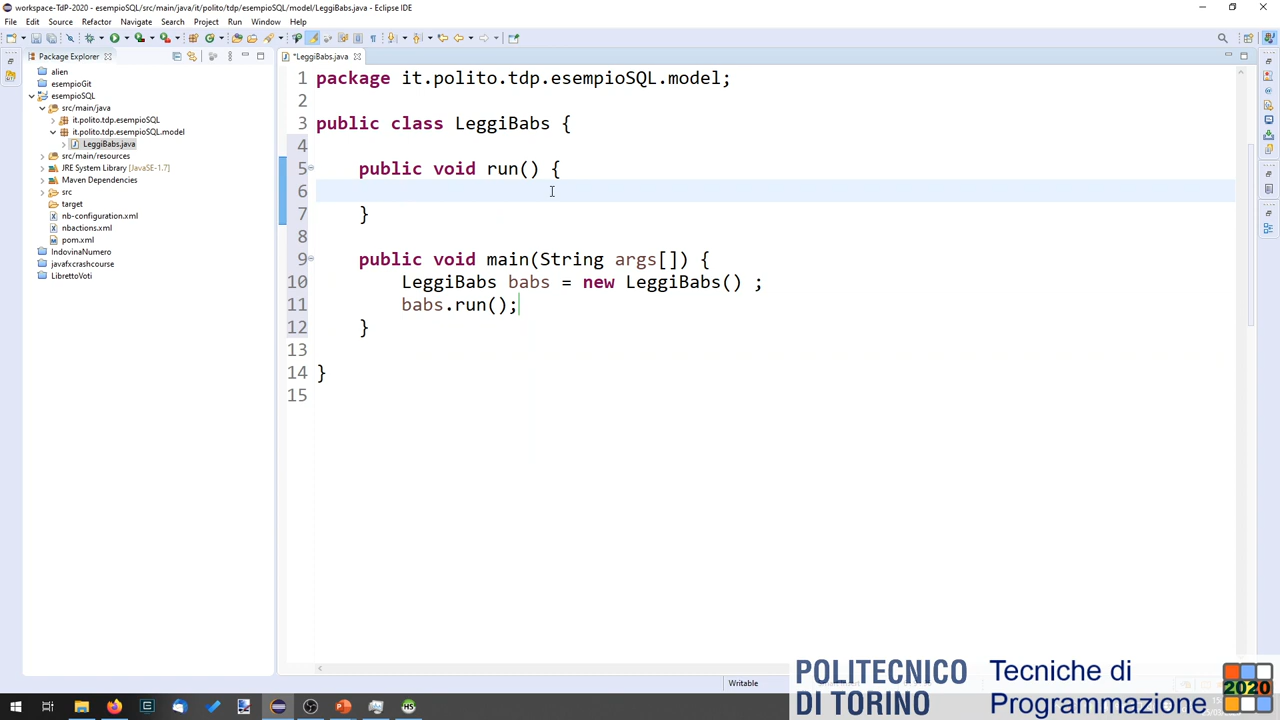 workspace-TdP-2020 - esempioSQL/src/main/java/it/polito/tdp/esempioSQL/model/LeggiBabs.java - Eclipse IDE
File Edit Source Refactor Navigate Search Project Run Window Help
Package Explorer
*LeggiBabs.java
alien
esempioGit
esempioSQL
src/main/java
it.polito.tdp.esempioSQL
it.polito.tdp.esempioSQL.model
LeggiBabs.java
src/main/resources
JRE System Library [JavaSE-1.7]
Maven Dependencies
src
target
nb-configuration.xml
nbactions.xml
pom.xml
IndovinaNumero
javafxcrashcourse
LibrettoVoti
1 package it.polito.tdp.esempioSQL.model;
2
3 public class LeggiBabs {
4
5 public void run() {
6
7 }
8
9 public void main(String args[]) {
10 LeggiBabs babs = new LeggiBabs() ;
11 babs.run();
12 }
13
14 }
15
Writable
POLITECNICO
DI TORINO
Tecniche di
Programmazione
2020